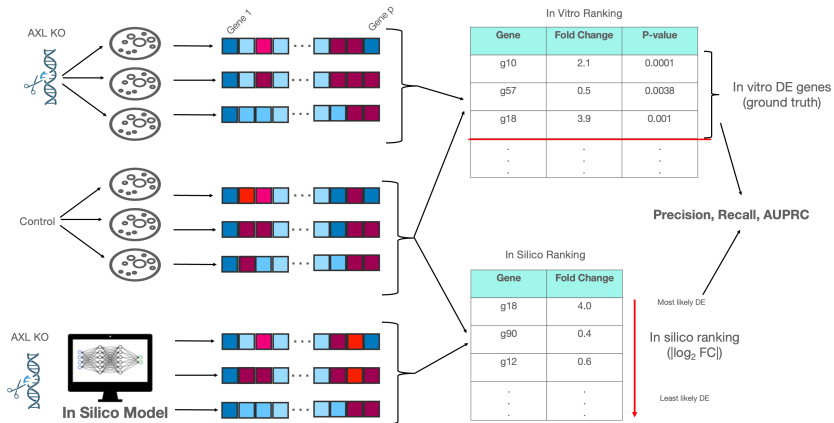 AXL KO
Gene 1
Gene p
Control
AXL KO
In Silico Model
In Vitro Ranking
Gene Fold Change P-value
g10 2.1 0.0001
g57 0.5 0.0038
g18 3.9 0.001
. . .
. . .
. . .
In vitro DE genes
(ground truth)
Precision, Recall, AUPRC
In Silico Ranking
Gene Fold Change
g18 4.0
g90 0.4
g12 0.6
. .
. .
. .
Most likely DE
In silico ranking
(|log₂ FC|)
Least likely DE